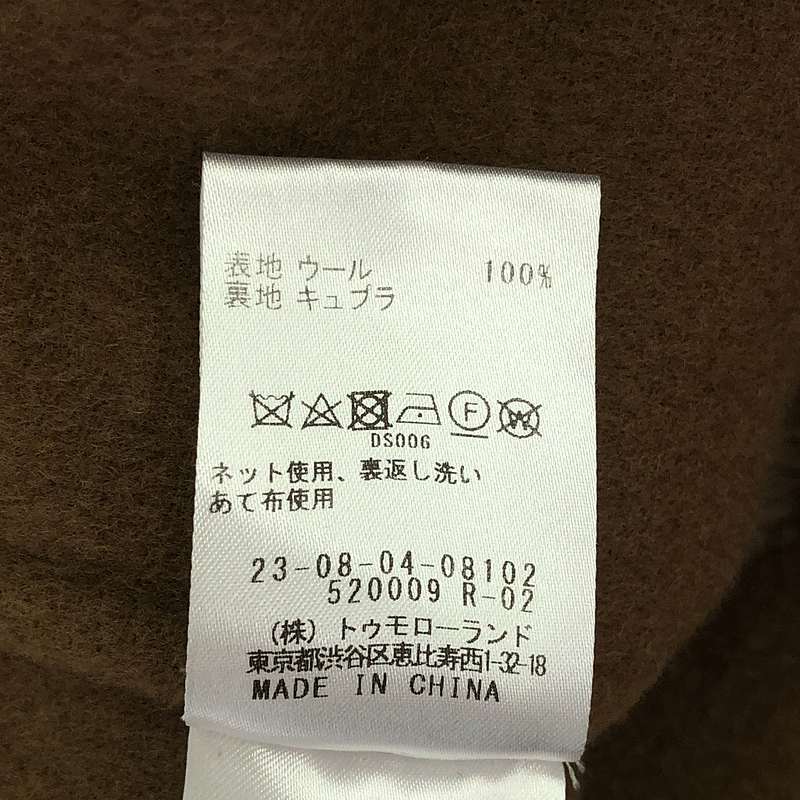 表地 ウール 100%
裏地 キュプラ
F
W
DS006
ネット使用、裏返し洗い
あて布使用
23-08-04-08102
520009 R-02
(株) トゥモローランド
東京都渋谷区恵比寿西1-32-18
MADE IN CHINA